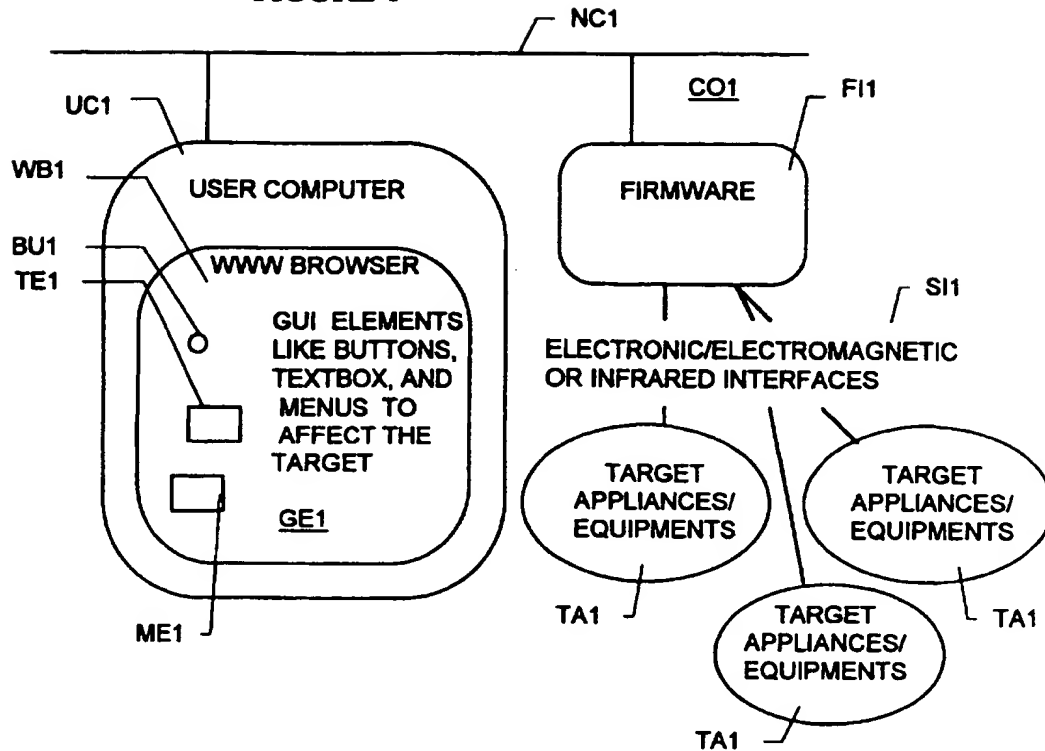 NC1
CO1
FI1
UC1
WB1
USER COMPUTER
FIRMWARE
BU1
WWW BROWSER
TE1
SI1
GUI ELEMENTS
LIKE BUTTONS,
TEXTBOX, AND
MENUS TO
AFFECT THE
TARGET
GE1
ELECTRONIC/ELECTROMAGNETIC
OR INFRARED INTERFACES
TARGET
APPLIANCES/
EQUIPMENTS
TARGET
APPLIANCES/
EQUIPMENTS
ME1
TA1
TARGET
APPLIANCES/
EQUIPMENTS
TA1
TA1